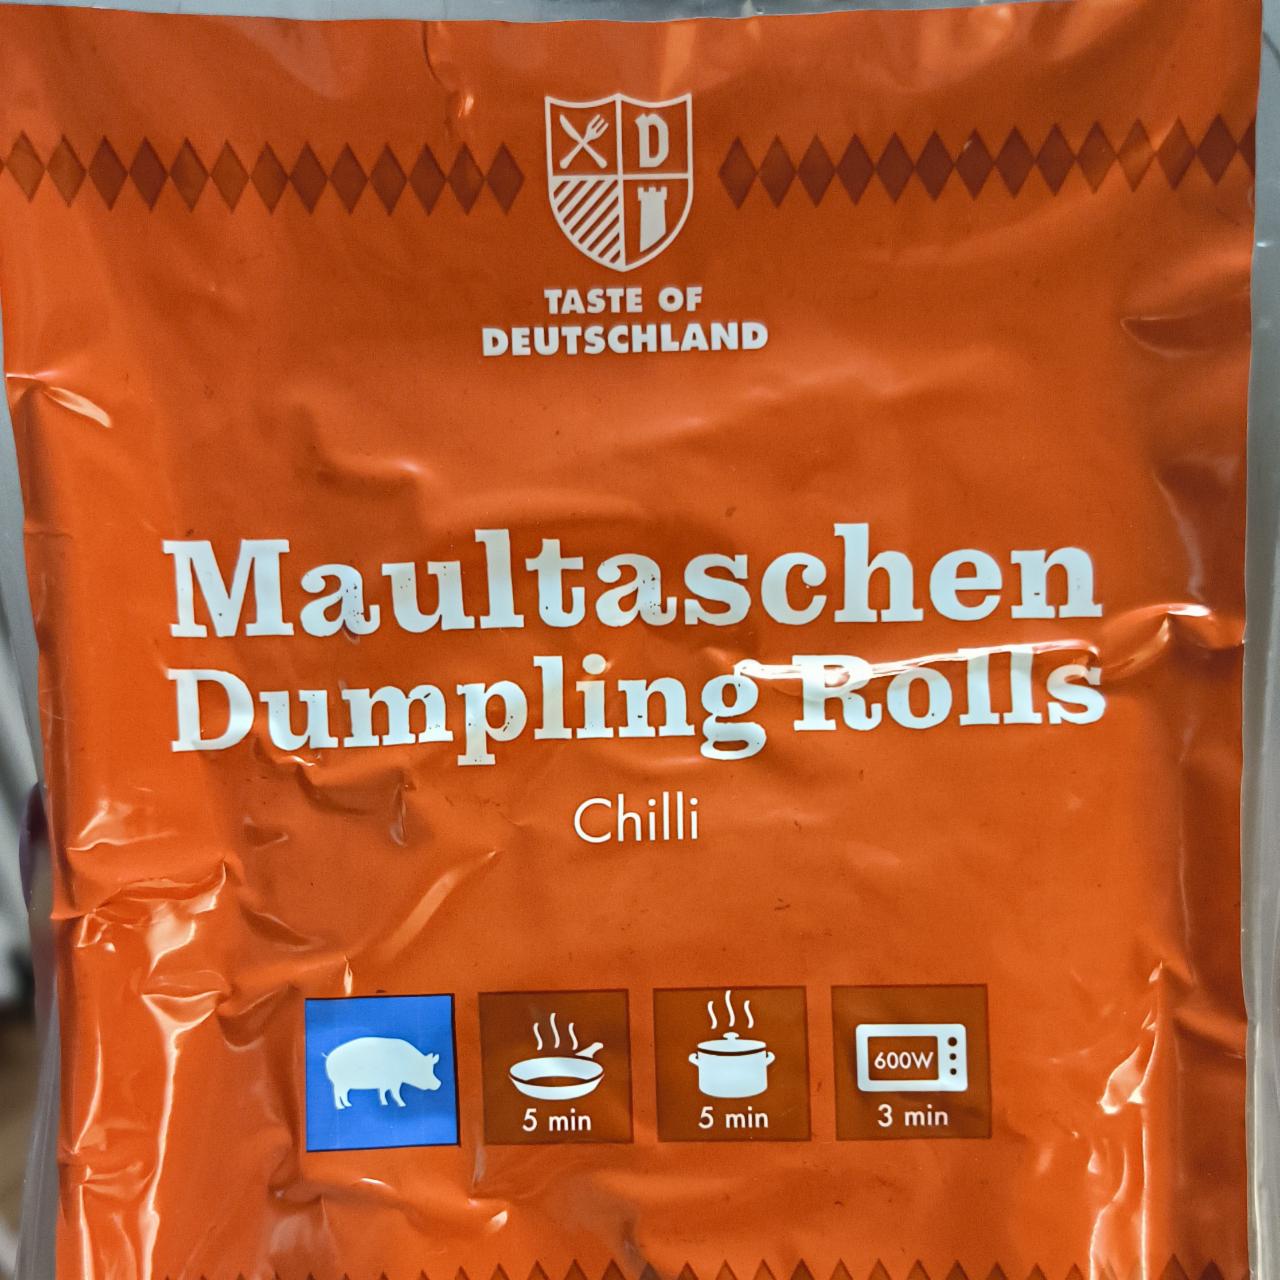 D
TASTE OF
DEUTSCHLAND
Maultaschen
Dumpling Rolls
Chilli
600W
5 min 5 min 3 min